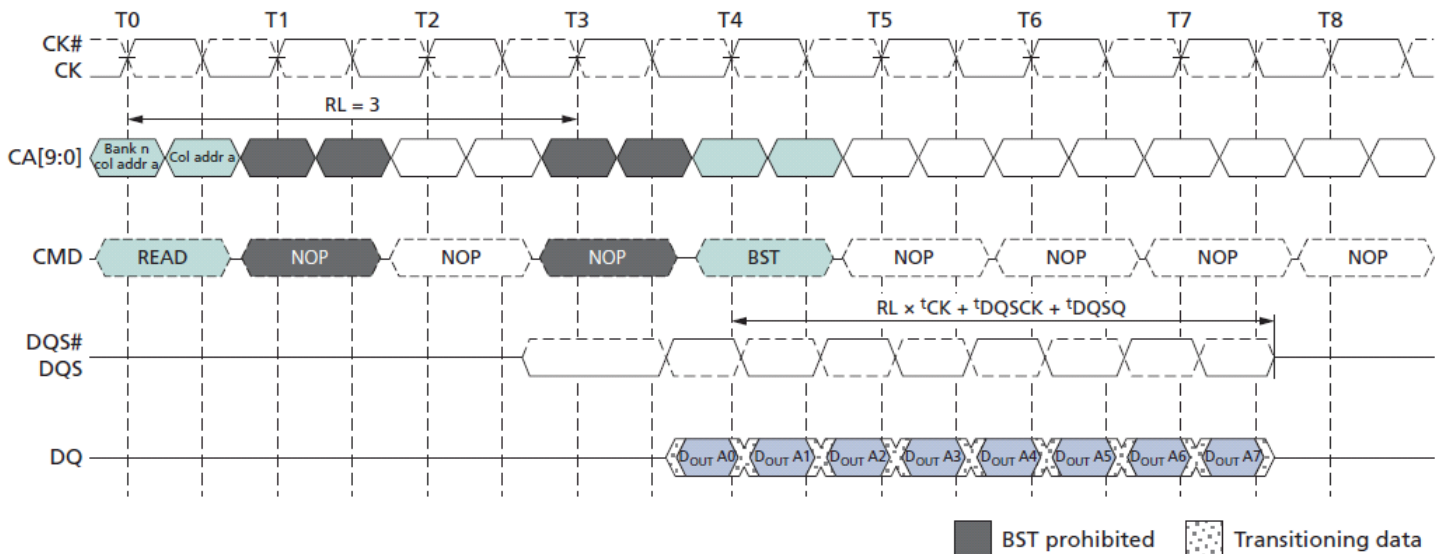 T0 T1 T2 T3 T4 T5 T6 T7 T8
CK#
CK
RL = 3
CA[9:0] Bank n col addr a Col addr a
CMD READ NOP NOP NOP BST NOP NOP NOP NOP
RL × tCK + tDQSCK + tDQSQ
DQS#
DQS
DQ DOUT A0 DOUT A1 DOUT A2 DOUT A3 DOUT A4 DOUT A5 DOUT A6 DOUT A7
BST prohibited Transitioning data